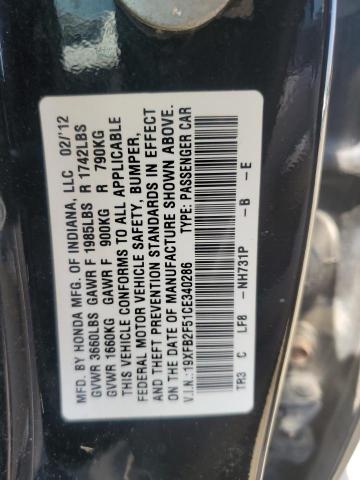 MFD. BY HONDA MFG. OF INDIANA, LLC 02/'12
GVWR 3660LBS GAWR F 1985LBS R 1742LBS
GVWR 1660KG GAWR F 900KG R 790KG
THIS VEHICLE CONFORMS TO ALL APPLICABLE
FEDERAL MOTOR VEHICLE SAFETY, BUMPER,
AND THEFT PREVENTION STANDARDS IN EFFECT
ON THE DATE OF MANUFACTURE SHOWN ABOVE.
V.I.N.:19XFB2F51CE340286 TYPE: PASSENGER CAR
TR3 C LF8 -NH731P -B -E